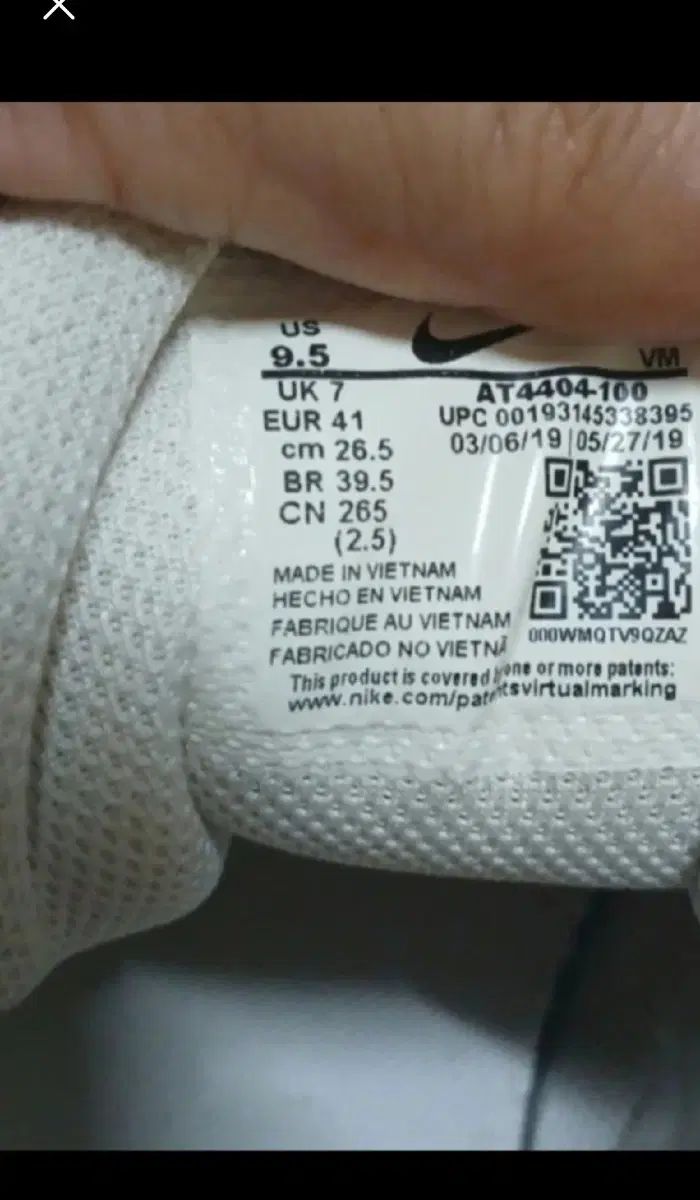 US
9.5
VM
UK 7
EUR 41
cm 26.5
BR 39.5
CN 265
(2.5)
AT4404-100
UPC 00193145338395
03/06/19 05/27/19
000WMQTV9QZAZ
MADE IN VIETNAM
HECHO EN VIETNAM
FABRIQUE AU VIETNAM
FABRICADO NO
This product is covered one or more patents:
www.nike.com/pat tsvirtualmarking